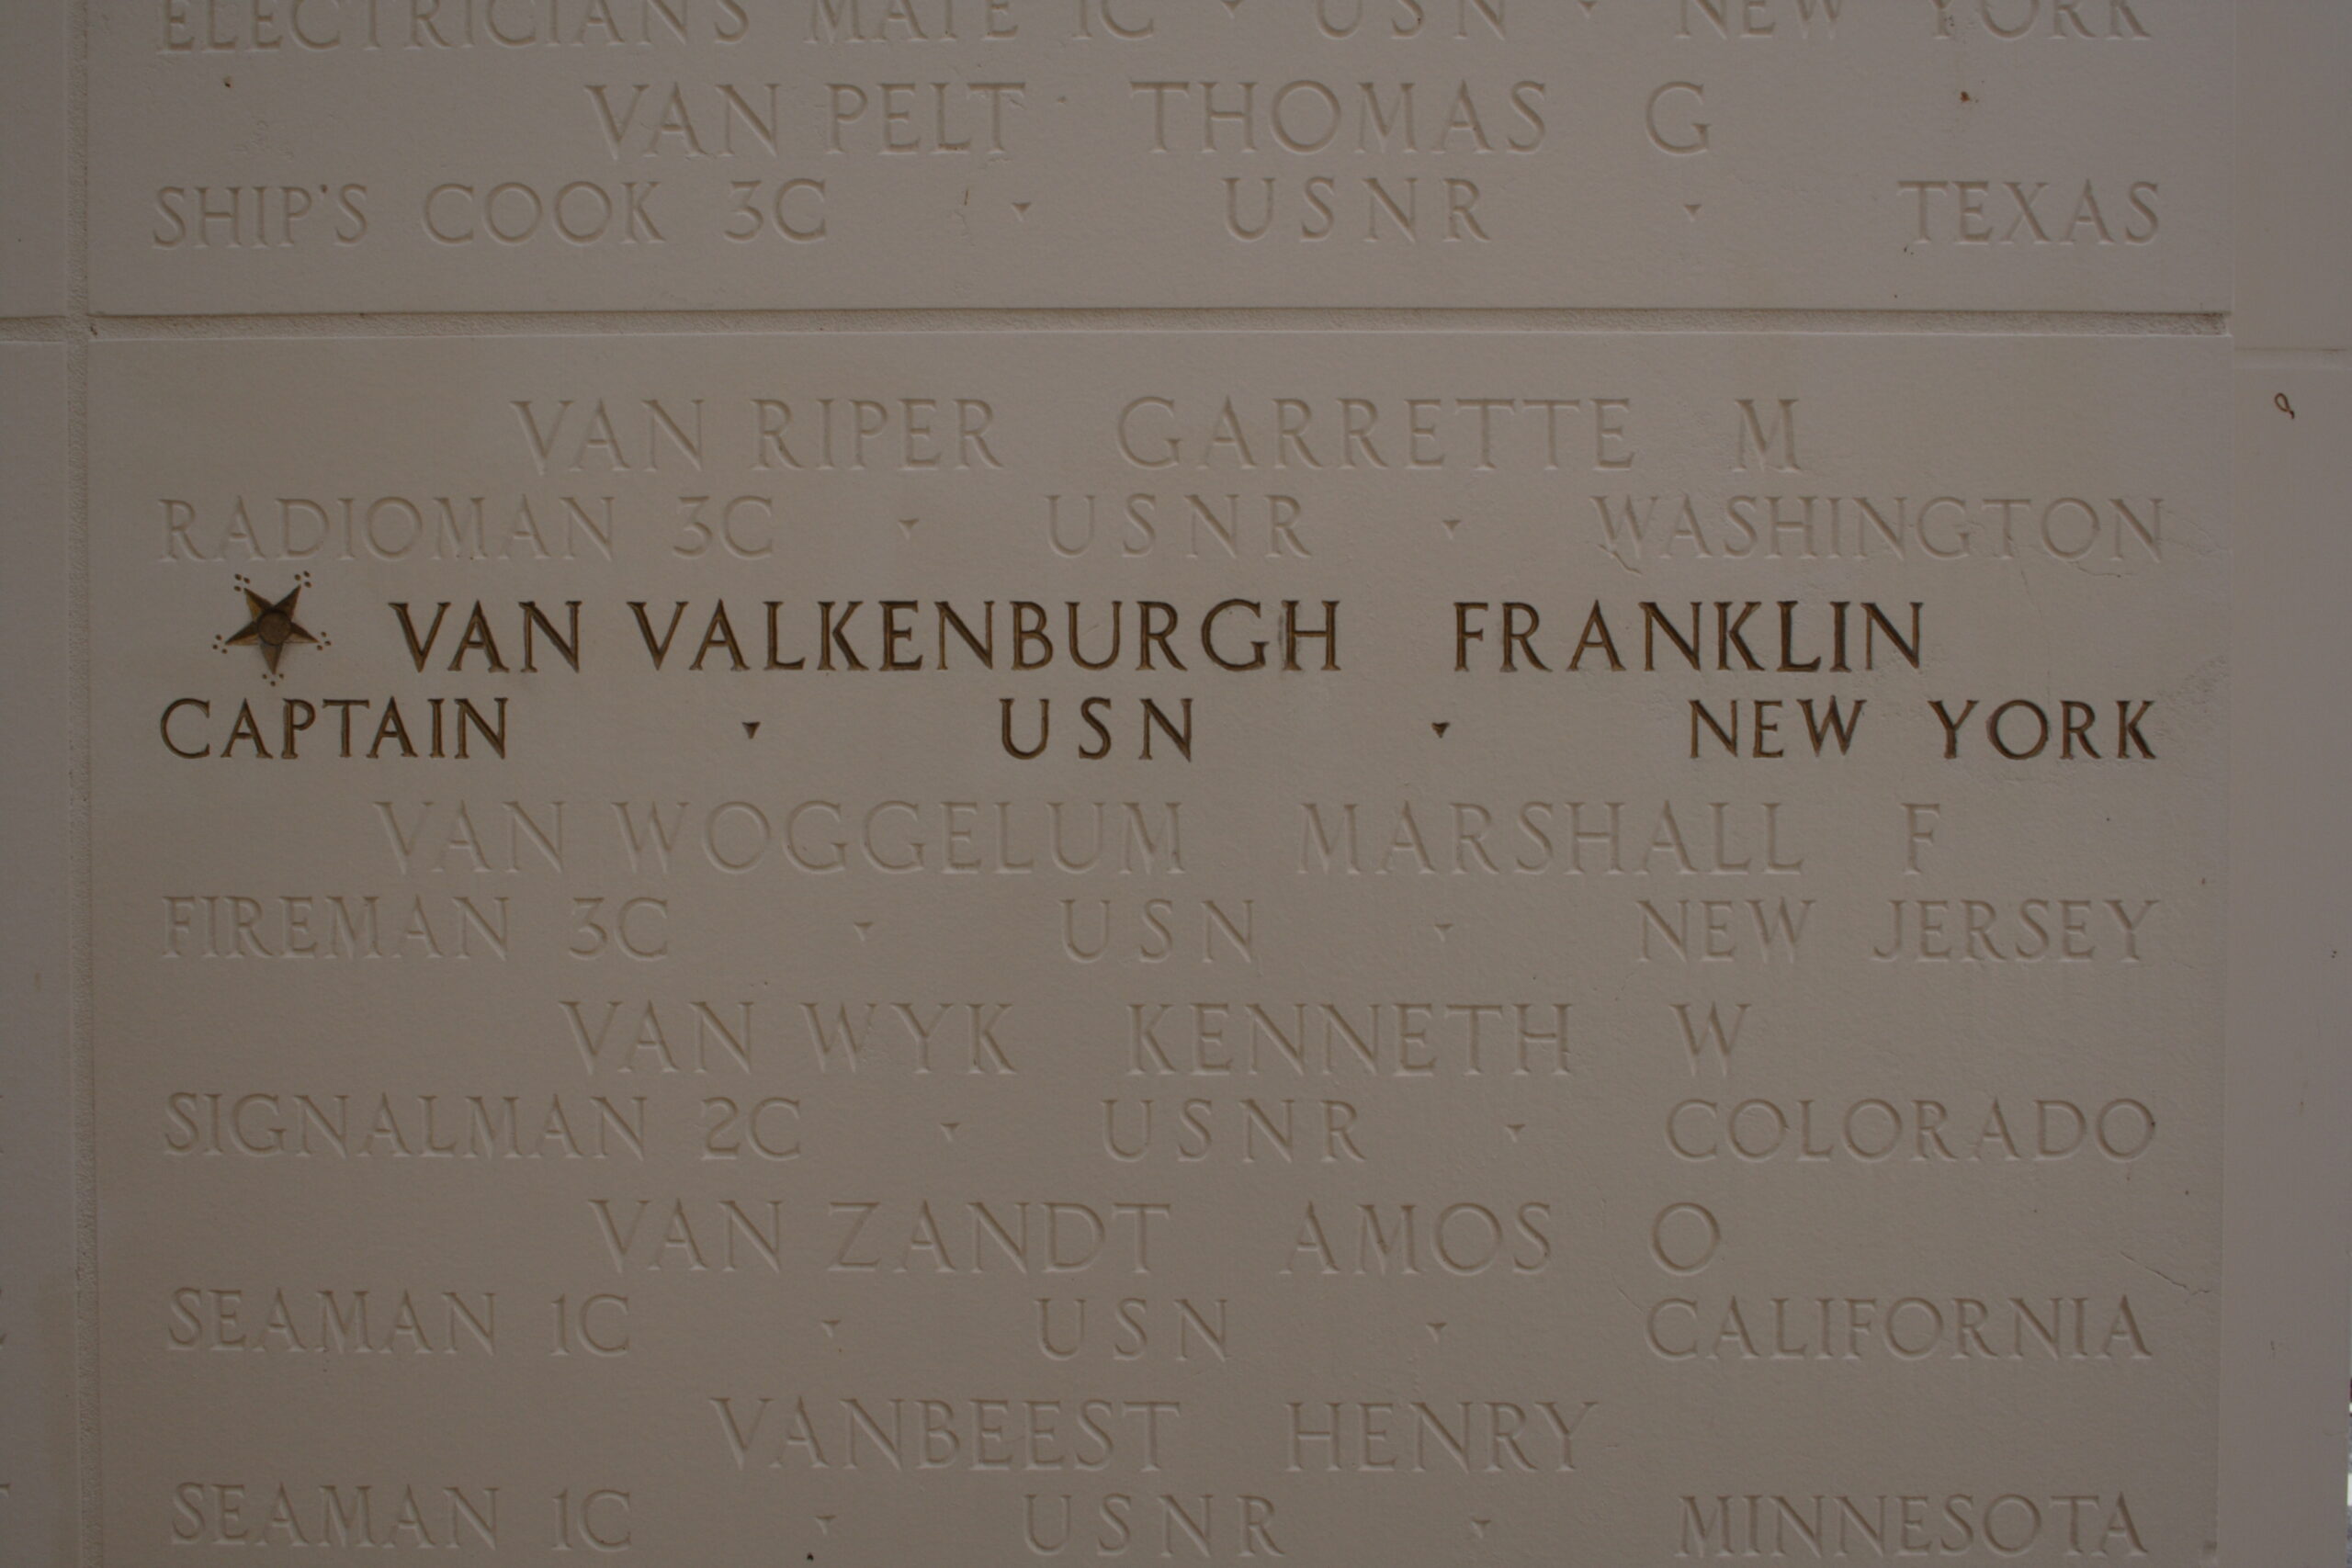 ELECTRICIAN'S MATE 1C · USN · NEW YORK
VAN PELT THOMAS G
SHIP'S COOK 3C · USNR · TEXAS
VAN RIPER GARRETTE M
RADIOMAN 3C · USNR · WASHINGTON
VAN VALKENBURGH FRANKLIN
CAPTAIN · USN · NEW YORK
VAN WOGGELUM MARSHALL F
FIREMAN 3C · USN · NEW JERSEY
VAN WYK KENNETH W
SIGNALMAN 2C · USNR · COLORADO
VAN ZANDT AMOS O
SEAMAN 1C · USN · CALIFORNIA
VANBEEST HENRY
SEAMAN 1C · USNR · MINNESOTA